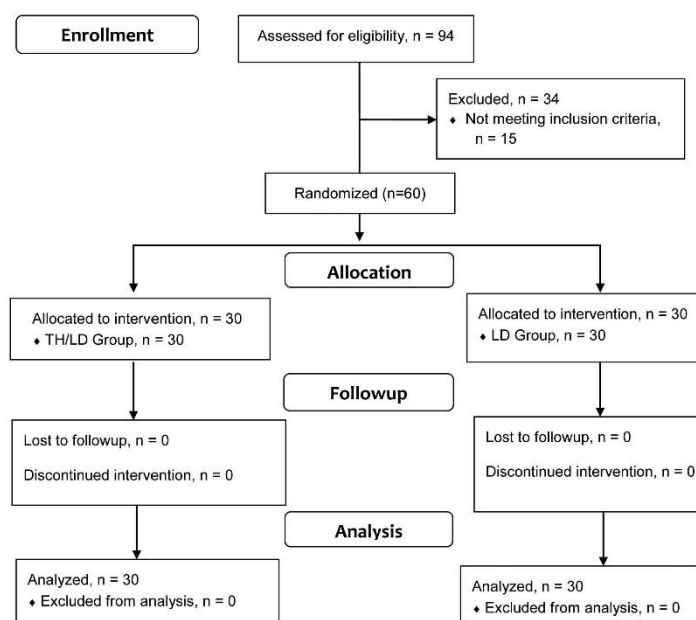 Enrollment
Assessed for eligibility, n = 94
Excluded, n = 34
♦ Not meeting inclusion criteria,
n = 15
Randomized (n=60)
Allocation
Allocated to intervention, n = 30
♦ TH/LD Group, n = 30
Allocated to intervention, n = 30
♦ LD Group, n = 30
Followup
Lost to followup, n = 0
Discontinued intervention, n = 0
Lost to followup, n = 0
Discontinued intervention, n = 0
Analysis
Analyzed, n = 30
♦ Excluded from analysis, n = 0
Analyzed, n = 30
♦ Excluded from analysis, n = 0